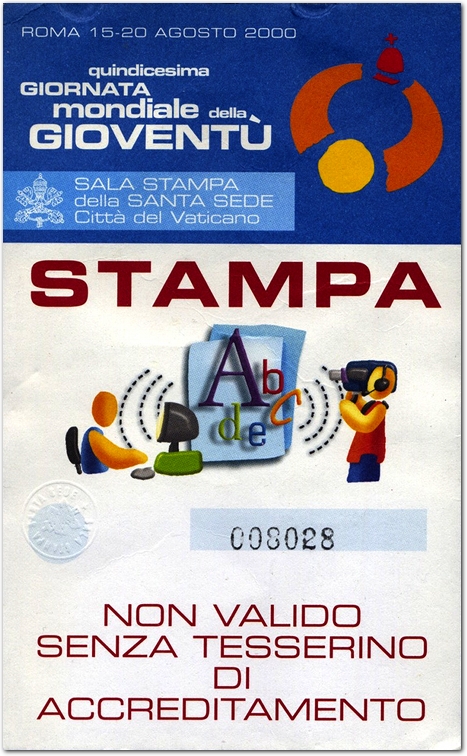 ROMA 15-20 AGOSTO 2000
quindicesima
GIORNATA
mondiale della
GIOVENTÙ
SALA STAMPA
della SANTA SEDE
Città del Vaticano
STAMPA
Abc
de
008028
NON VALIDO
SENZA TESSERINO
DI
ACCREDITAMENTO